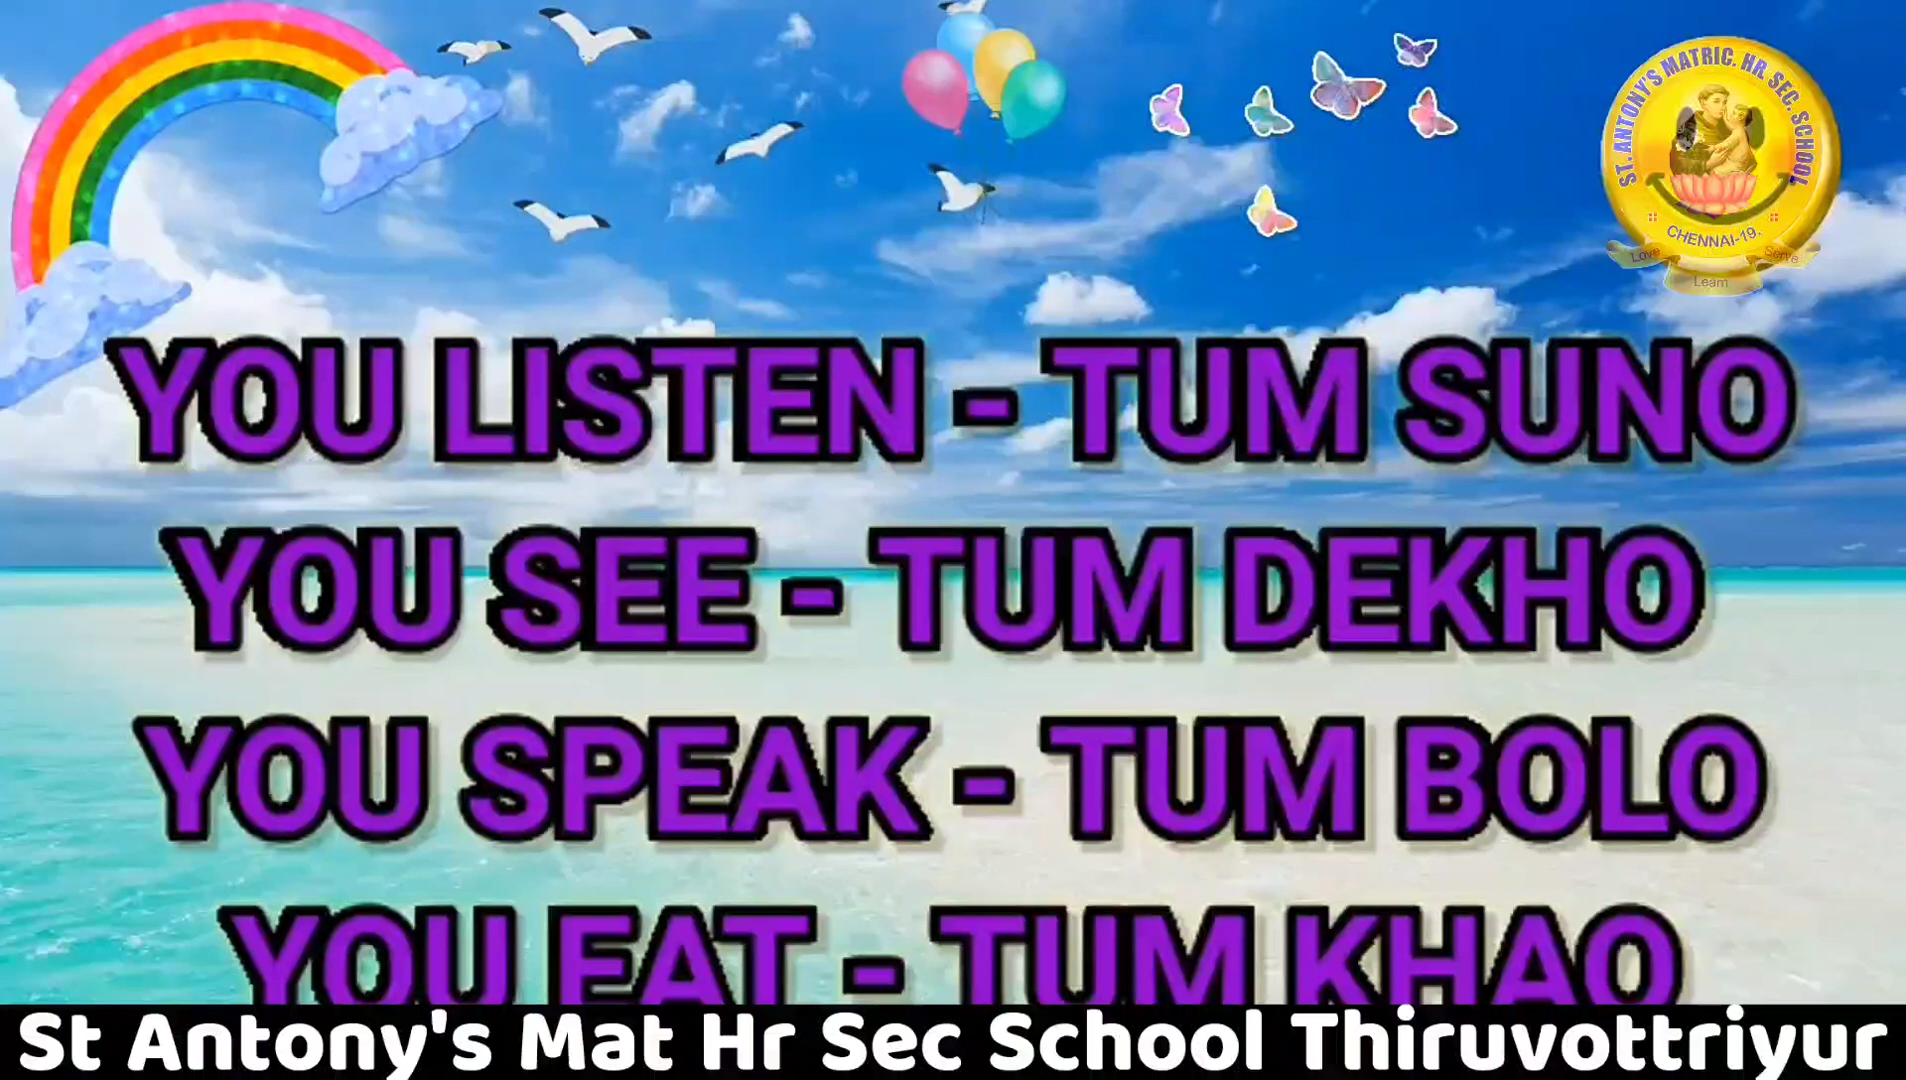 ST. ANTONY'S MATRIC. HR. SEC. SCHOOL
CHENNAI-19.
Love
Serve
Learn
YOU LISTEN - TUM SUNO
YOU SEE - TUM DEKHO
YOU SPEAK - TUM BOLO
YOU EAT - TUM KHAO
St Antony's Mat Hr Sec School Thiruvottriyur